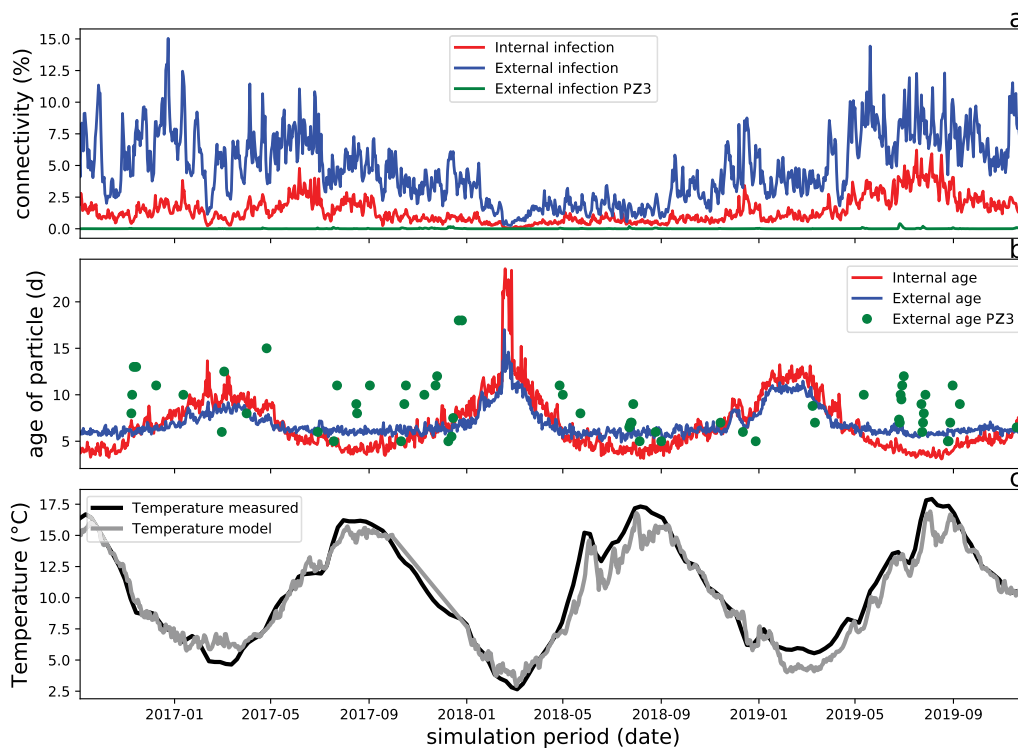 a
15.0
12.5
10.0
7.5
5.0
2.5
0.0
connectivity (%)
Internal infection
External infection
External infection PZ3
b
20
15
10
5
age of particle (d)
Internal age
External age
External age PZ3
c
17.5
15.0
12.5
10.0
7.5
5.0
2.5
Temperature (°C)
Temperature measured
Temperature model
2017-01 2017-05 2017-09 2018-01 2018-05 2018-09 2019-01 2019-05 2019-09
simulation period (date)